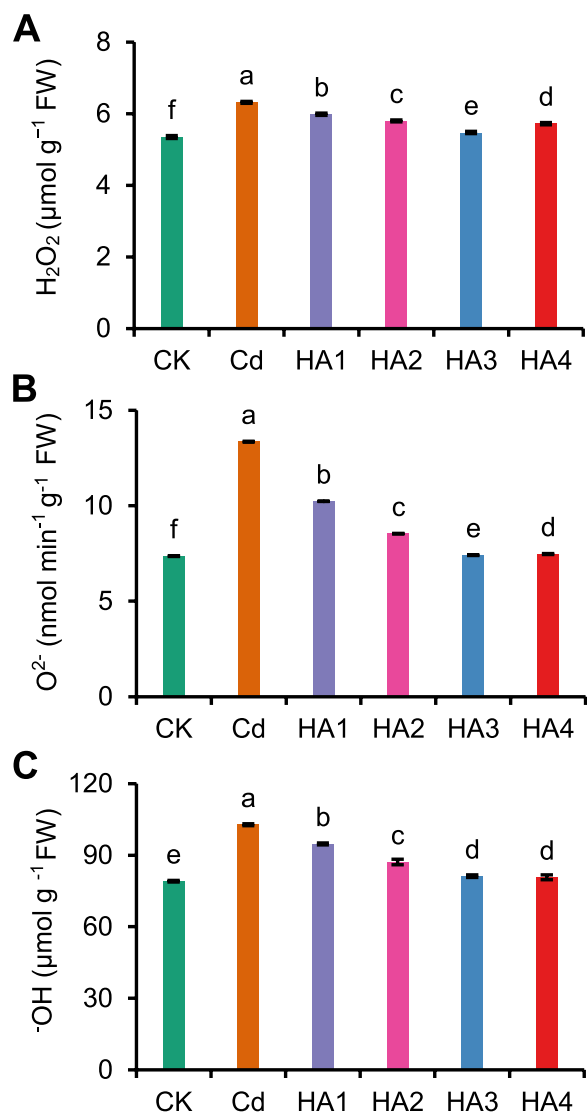 A
H₂O₂ (μmol g⁻¹ FW)
8
6
4
2
0
f
a
b
c
e
d
CK Cd HA1 HA2 HA3 HA4
B
O²⁻ (nmol min⁻¹ g⁻¹ FW)
15
10
5
0
f
a
b
c
e
d
CK Cd HA1 HA2 HA3 HA4
C
⁻OH (μmol g ⁻¹ FW)
120
90
60
30
0
e
a
b
c
d
d
CK Cd HA1 HA2 HA3 HA4